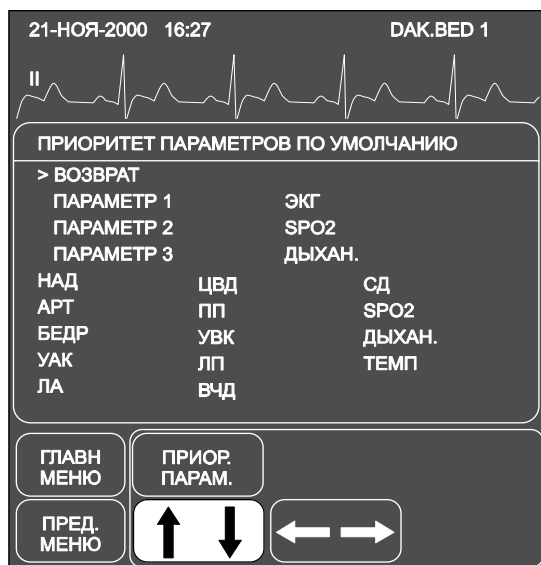 21-НОЯ-2000 16:27 DAK.BED 1
II
ПРИОРИТЕТ ПАРАМЕТРОВ ПО УМОЛЧАНИЮ
> ВОЗВРАТ
ПАРАМЕТР 1 ЭКГ
ПАРАМЕТР 2 SPO2
ПАРАМЕТР 3 ДЫХАН.
НАД ЦВД СД
АРТ ПП SPO2
БЕДР УВК ДЫХАН.
УАК ЛП ТЕМП
ЛА ВЧД
ГЛАВН МЕНЮ
ПРИОР. ПАРАМ.
ПРЕД. МЕНЮ